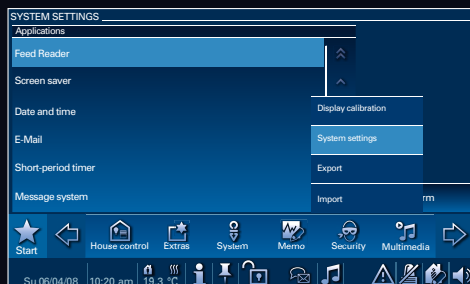 SYSTEM SETTINGS
Applications
Feed Reader
Screen saver
Date and time
E-Mail
Short-period timer
Message system
Display calibration
System settings
Export
Import
rm
Start
House control
Extras
System
Memo
Security
Multimedia
Su 06/04/08
10:20 am
19.3 °C